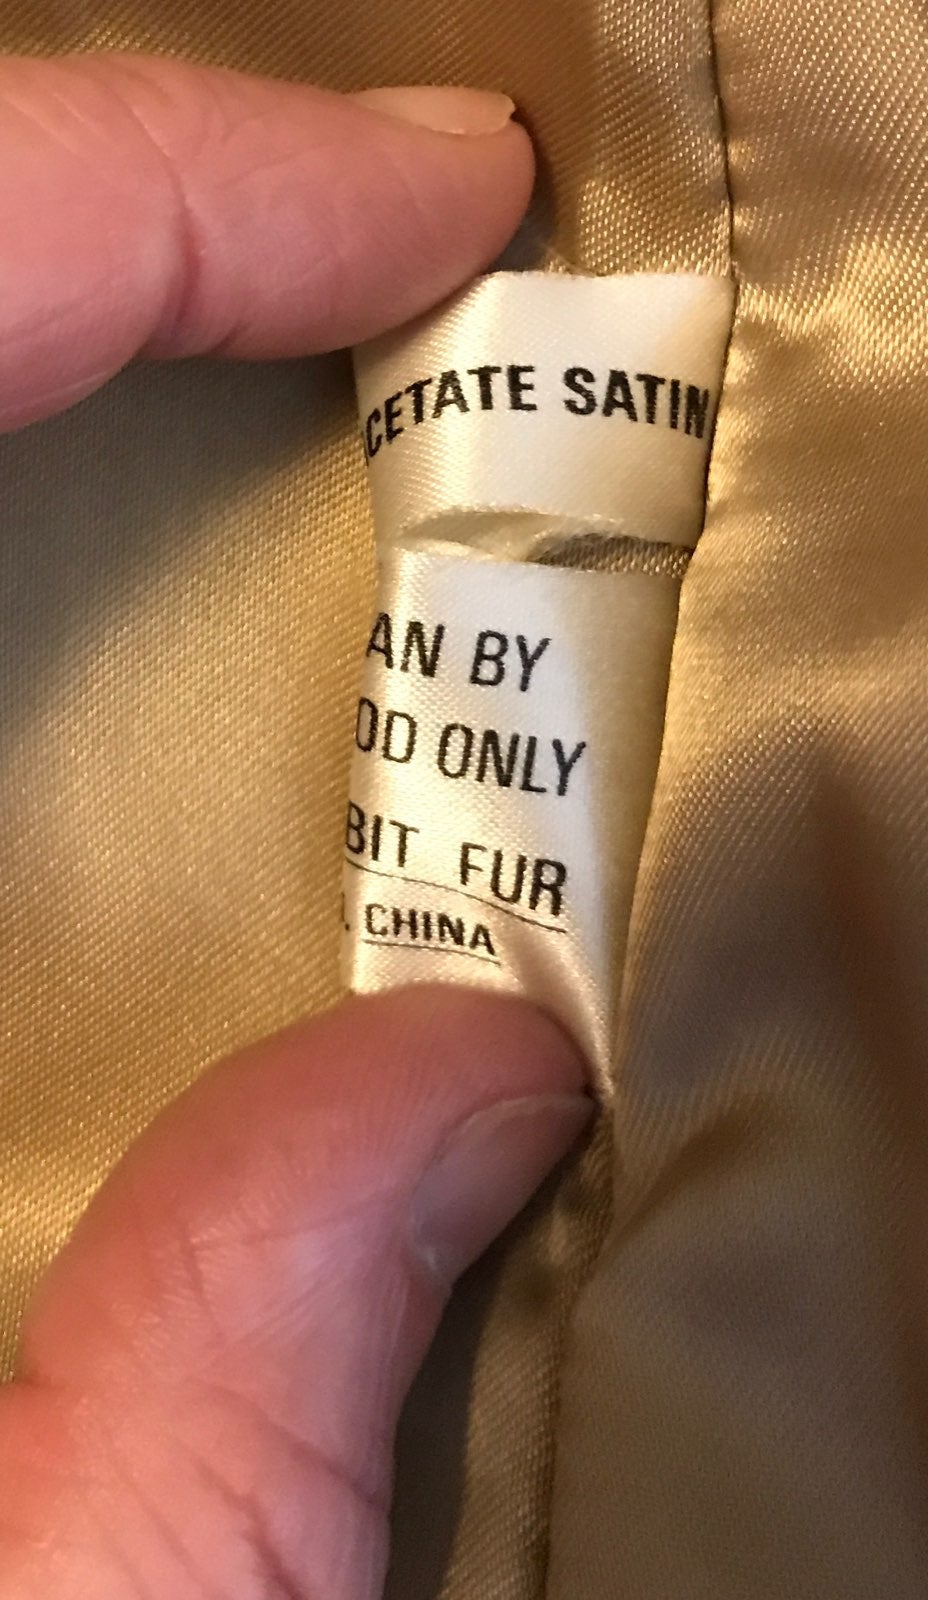 CETATE SATIN
AN BY
OD ONLY
BIT FUR
. CHINA